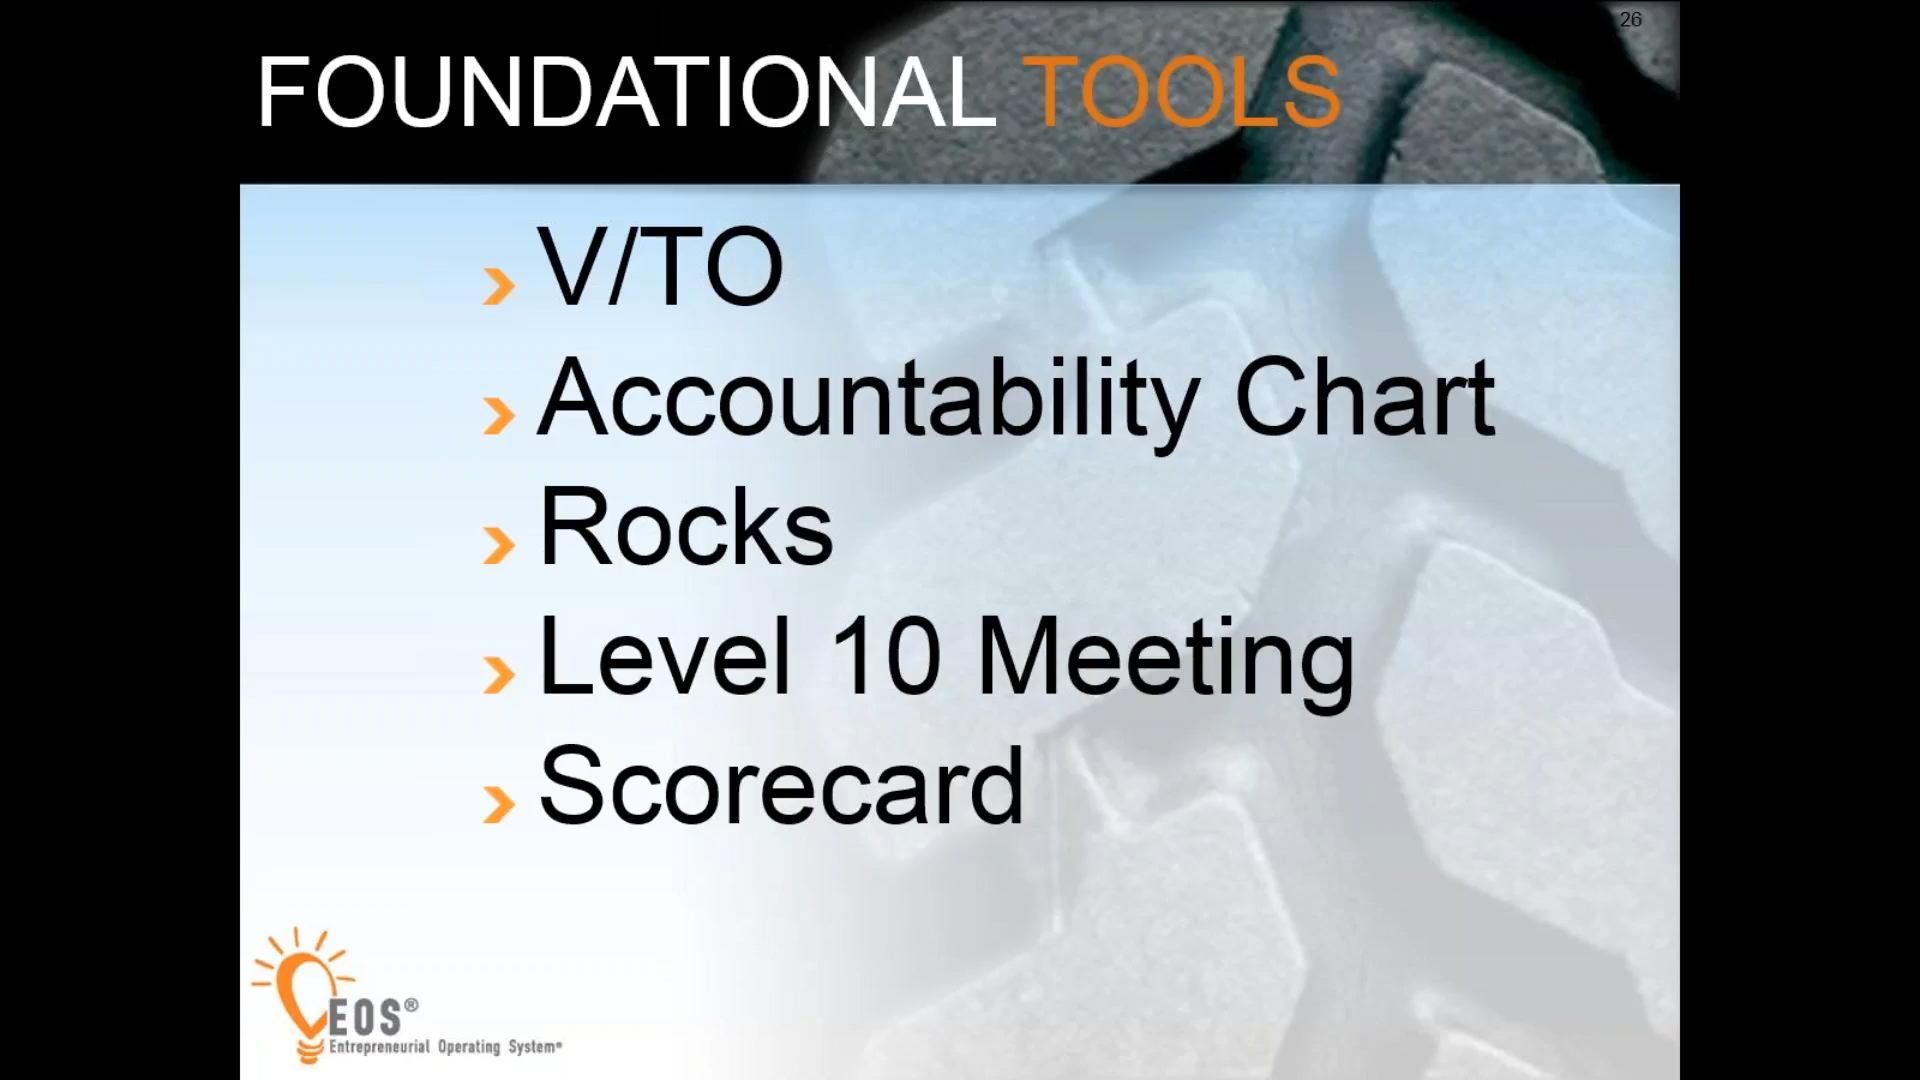 26
FOUNDATIONAL TOOLS
V/TO
Accountability Chart
Rocks
Level 10 Meeting
Scorecard
EOS®
Entrepreneurial Operating System®